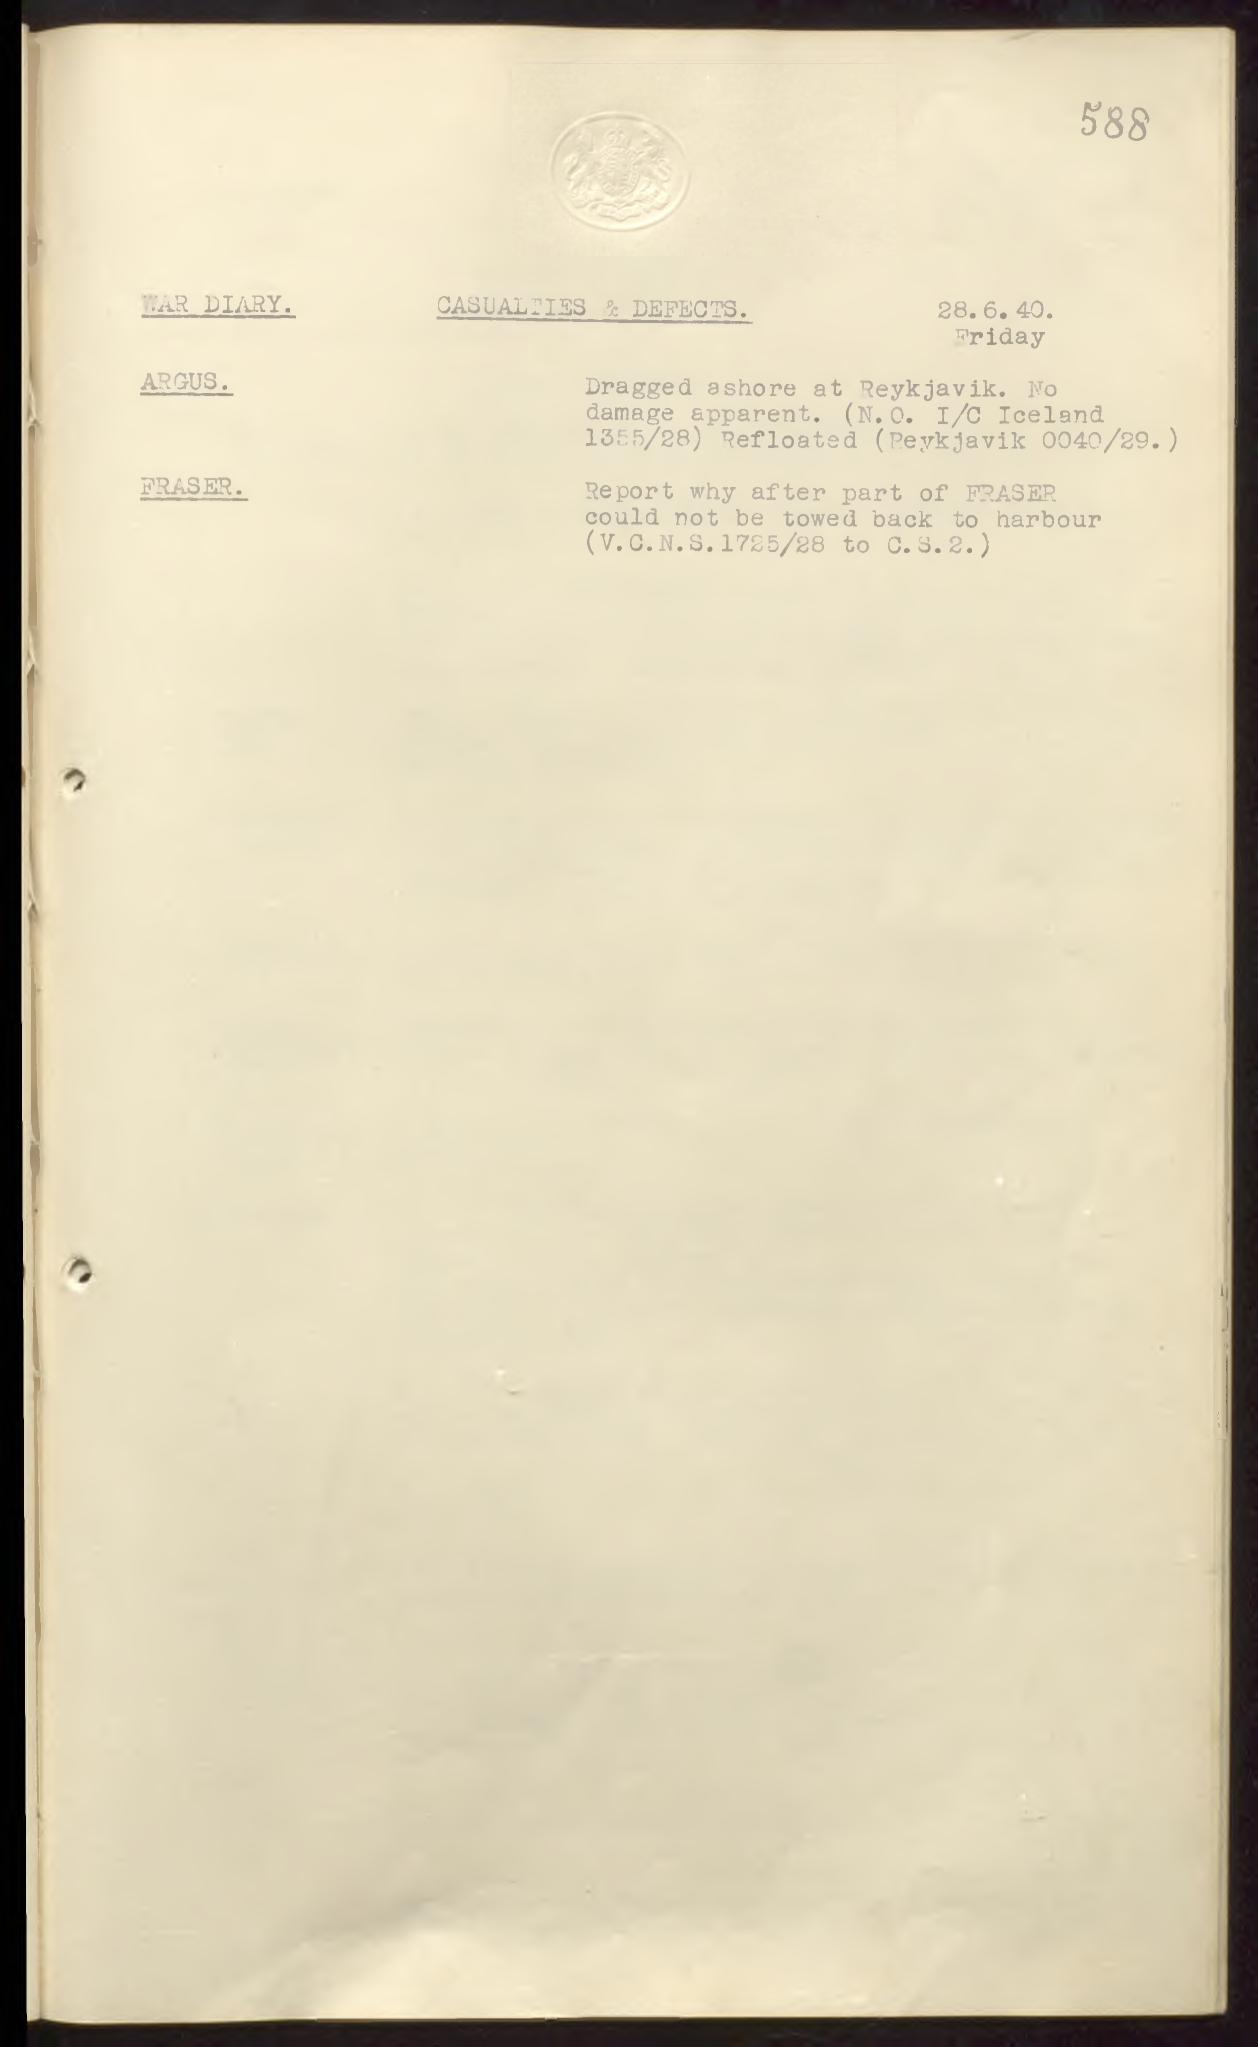 588
WAR DIARY. CASUALTIES & DEFECTS. 28.6.40.
Friday
ARGUS. Dragged ashore at Reykjavik. No
damage apparent. (N.O. I/C Iceland
1355/28) Refloated (Reykjavik 0040/29.)
FRASER. Report why after part of FRASER
could not be towed back to harbour
(V.C.N.S.1725/28 to C.S.2.)